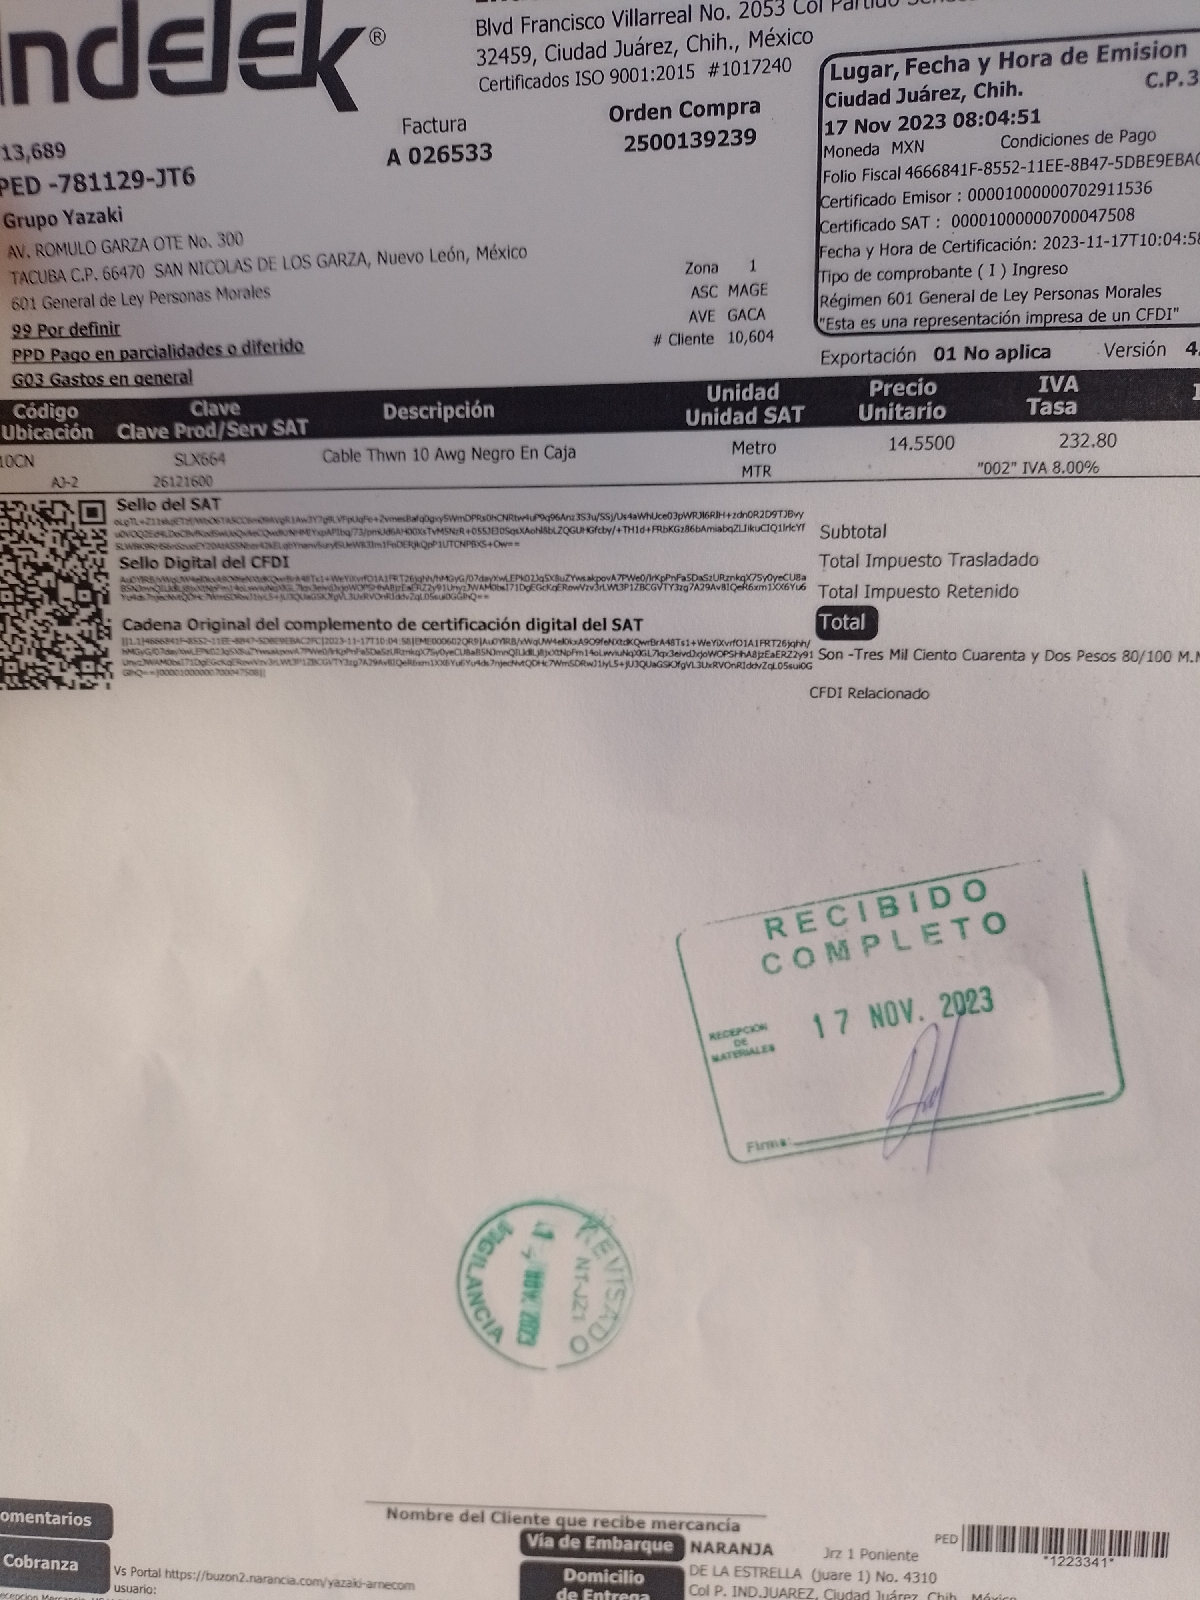 Indelek®
Blvd Francisco Villarreal No. 2053 Col Partido
32459, Ciudad Juárez, Chih., México
Certificados ISO 9001:2015 #1017240
Lugar, Fecha y Hora de Emision
Ciudad Juárez, Chih. C.P.3
17 Nov 2023 08:04:51
Moneda MXN Condiciones de Pago
Folio Fiscal 4666841F-8552-11EE-8B47-5DBE9EBAC
Certificado Emisor : 00001000000702911536
Certificado SAT : 00001000000700047508
Fecha y Hora de Certificación: 2023-11-17T10:04:58
Tipo de comprobante ( I ) Ingreso
Régimen 601 General de Ley Personas Morales
"Esta es una representación impresa de un CFDI"
Exportación 01 No aplica Versión 4.
Factura
A 026533
Orden Compra
2500139239
13,689
PED -781129-JT6
Grupo Yazaki
AV. ROMULO GARZA OTE No. 300
TACUBA C.P. 66470 SAN NICOLAS DE LOS GARZA, Nuevo León, México
601 General de Ley Personas Morales
99 Por definir
PPD Pago en parcialidades o diferido
G03 Gastos en general
Zona 1
ASC MAGE
AVE GACA
# Cliente 10,604
Código Clave Descripción Unidad Precio IVA
Ubicación Clave Prod/Serv SAT Unidad SAT Unitario Tasa
10CN SLX664 Cable Thwn 10 Awg Negro En Caja Metro 14.5500 232.80
AJ-2 26121600 MTR "002" IVA 8.00%
Sello del SAT
Sello Digital del CFDI
Cadena Original del complemento de certificación digital del SAT
Subtotal
Total Impuesto Trasladado
Total Impuesto Retenido
Total
Son -Tres Mil Ciento Cuarenta y Dos Pesos 80/100 M.N
CFDI Relacionado
RECIBIDO
COMPLETO
17 NOV. 2023
RECEPCION
DE
MATERIALES
Firma:
REVISADO
NT-JZ1
17 NOV. 2023
VIGILANCIA
Nombre del Cliente que recibe mercancía
omentarios
Cobranza
Vs Portal https://buzon2.narancia.com/yazaki-arnecom
usuario:
Vía de Embarque NARANJA Jrz 1 Poniente
PED *1223341*
Domicilio
de Entrega
DE LA ESTRELLA (juare 1) No. 4310
Col P. IND.JUAREZ, Ciudad Juárez, Chih., México